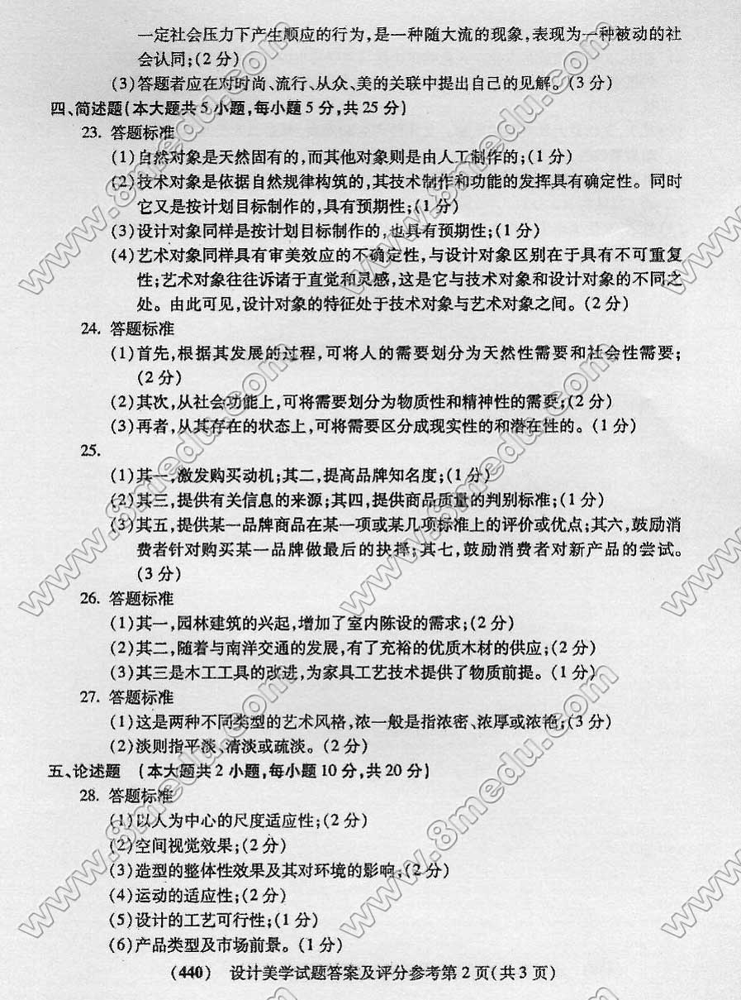 一定社会压力下产生顺应的行为,是一种随大流的现象,表现为一种被动的社
会认同;(2 分)
(3)答题者应在对时尚、流行、从众、美的关联中提出自己的见解。(3 分)
四、简述题(本大题共 5 小题,每小题 5 分,共 25 分)
23. 答题标准
(1)自然对象是天然固有的,而其他对象则是由人工制作的;(1 分)
(2)技术对象是依据自然规律构筑的,其技术制作和功能的发挥具有确定性。同时
它又是按计划目标制作的,具有预期性;(1 分)
(3)设计对象同样是按计划目标制作的,也具有预期性;(1 分)
(4)艺术对象同样具有审美效应的不确定性,与设计对象区别在于具有不可重复
性;艺术对象往往诉诸于直觉和灵感,这是它与技术对象和设计对象的不同之
处。由此可见,设计对象的特征处于技术对象与艺术对象之间。(2 分)
24. 答题标准
(1)首先,根据其发展的过程,可将人的需要划分为天然性需要和社会性需要;
(2 分)
(2)其次,从社会功能上,可将需要划分为物质性和精神性的需要;(2 分)
(3)再者,从其存在的状态上,可将需要区分成现实性的和潜在性的。(1 分)
25.
(1)其一,激发购买动机;其二,提高品牌知名度;(1 分)
(2)其三,提供有关信息的来源;其四,提供商品质量的判别标准;(1 分)
(3)其五,提供某一品牌商品在某一项或某几项标准上的评价或优点;其六,鼓励消
费者针对购买某一品牌做最后的抉择;其七,鼓励消费者对新产品的尝试。
(3 分)
26. 答题标准
(1)其一,园林建筑的兴起,增加了室内陈设的需求;(2 分)
(2)其二,随着与南洋交通的发展,有了充裕的优质木材的供应;(2 分)
(3)其三是木工工具的改进,为家具工艺技术提供了物质前提。(1 分)
27. 答题标准
(1)这是两种不同类型的艺术风格,浓一般是指浓密、浓厚或浓艳;(3 分)
(2)淡则指平淡、清淡或疏淡。(2 分)
五、论述题 (本大题共 2 小题,每小题 10 分,共 20 分)
28. 答题标准
(1)以人为中心的尺度适应性;(2 分)
(2)空间视觉效果;(2 分)
(3)造型的整体性效果及其对环境的影响;(2 分)
(4)运动的适应性;(2 分)
(5)设计的工艺可行性;(1 分)
(6)产品类型及市场前景。(1 分)
(440) 设计美学试题答案及评分参考第 2 页(共 3 页)
www.8medu.com
www.8medu.com
www.8medu.com
www.8medu.com
www.8medu.com
www.8medu.com